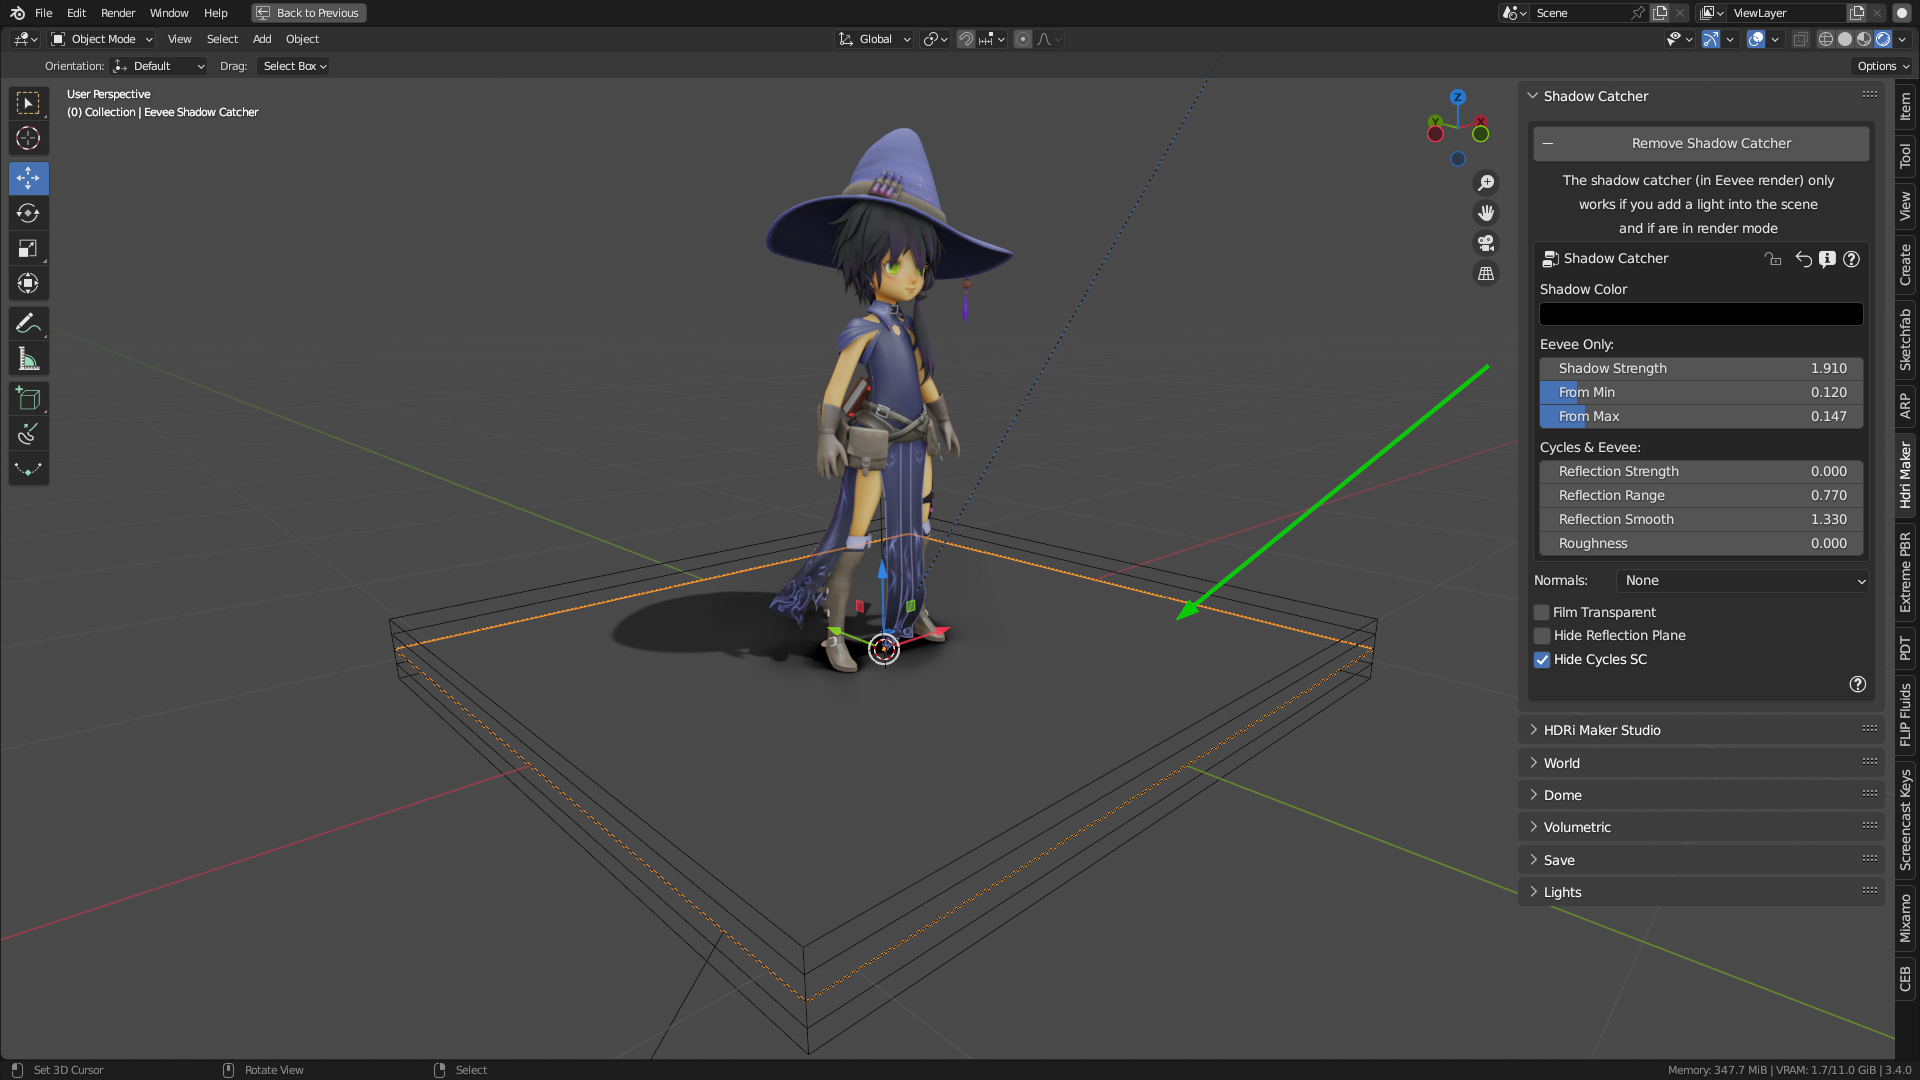 File Edit Render Window Help Back to Previous Scene ViewLayer
Object Mode View Select Add Object Global
Orientation: Default Drag: Select Box Options
User Perspective
(0) Collection | Eevee Shadow Catcher
Z
Y
X
Shadow Catcher
Remove Shadow Catcher
The shadow catcher (in Eevee render) only
works if you add a light into the scene
and if are in render mode
Shadow Catcher
Shadow Color
Eevee Only:
Shadow Strength 1.910
From Min 0.120
From Max 0.147
Cycles & Eevee:
Reflection Strength 0.000
Reflection Range 0.770
Reflection Smooth 1.330
Roughness 0.000
Normals: None
Film Transparent
Hide Reflection Plane
Hide Cycles SC
HDRi Maker Studio
World
Dome
Volumetric
Save
Lights
Item
Tool
View
Create
Sketchfab
ARP
Hdri Maker
Extreme PBR
PDT
FLIP Fluids
Screencast Keys
Mixamo
CEB
Set 3D Cursor Rotate View Select Memory: 347.7 MiB | VRAM: 1.7/11.0 GiB | 3.4.0